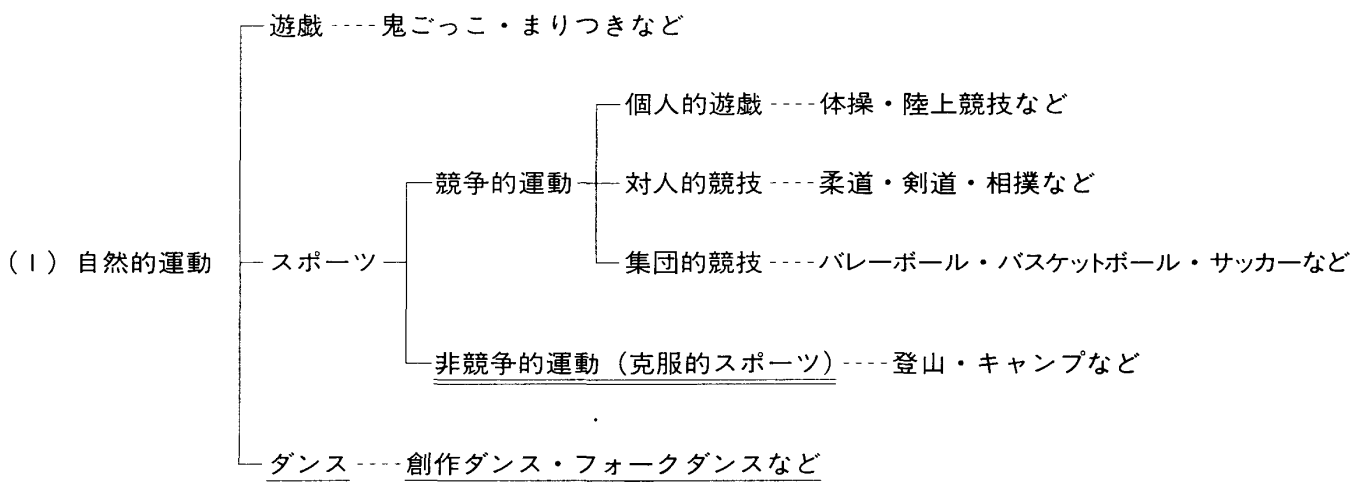 遊戯----鬼ごっこ・まりつきなど
個人的遊戯----体操・陸上競技など
競争的運動
対人的競技----柔道・剣道・相撲など
(1)自然的運動
スポーツ
集団的競技----バレーボール・バスケットボール・サッカーなど
非競争的運動(克服的スポーツ)----登山・キャンプなど
ダンス----創作ダンス・フォークダンスなど